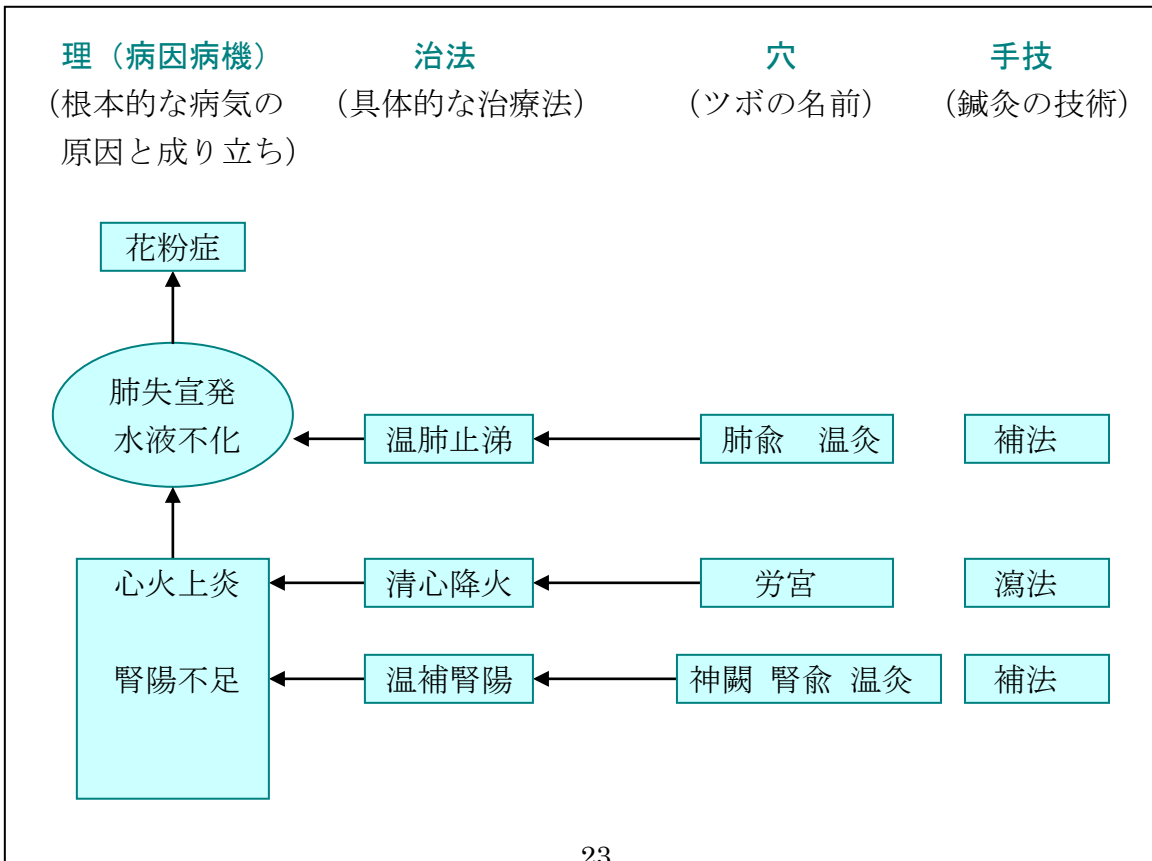 理（病因病機） 治法 穴 手技
（根本的な病気の （具体的な治療法） （ツボの名前） （鍼灸の技術）
原因と成り立ち）
花粉症
肺失宣発
水液不化 温肺止涕 肺兪 温灸 補法
心火上炎 清心降火 労宮 瀉法
腎陽不足 温補腎陽 神闕 腎兪 温灸 補法
23